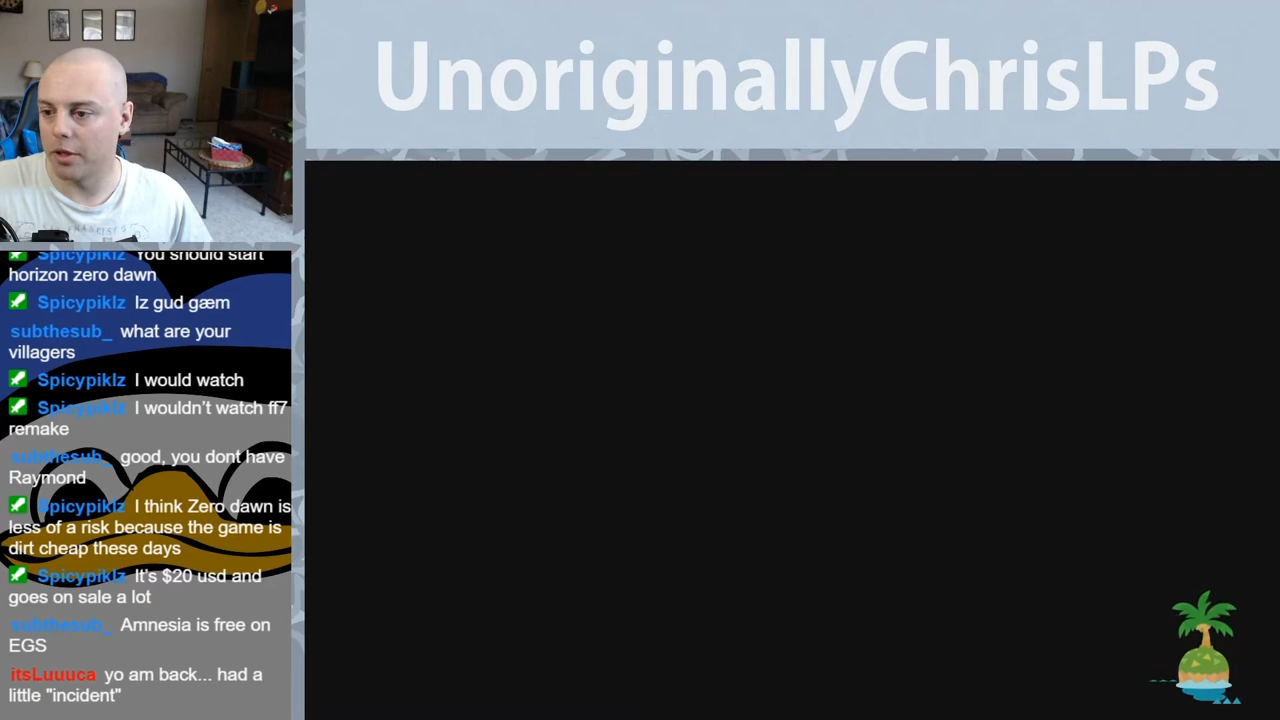 UnoriginallyChrisLPs
Spicypiklz You should start
horizon zero dawn
Spicypiklz Iz gud gæm
subthesub_ what are your
villagers
Spicypiklz I would watch
Spicypiklz I wouldn't watch ff7
remake
subthesub_ good, you dont have
Raymond
Spicypiklz I think Zero dawn is
less of a risk because the game is
dirt cheap these days
Spicypiklz It's $20 usd and
goes on sale a lot
subthesub_ Amnesia is free on
EGS
itsLuuuca yo am back... had a
little "incident"